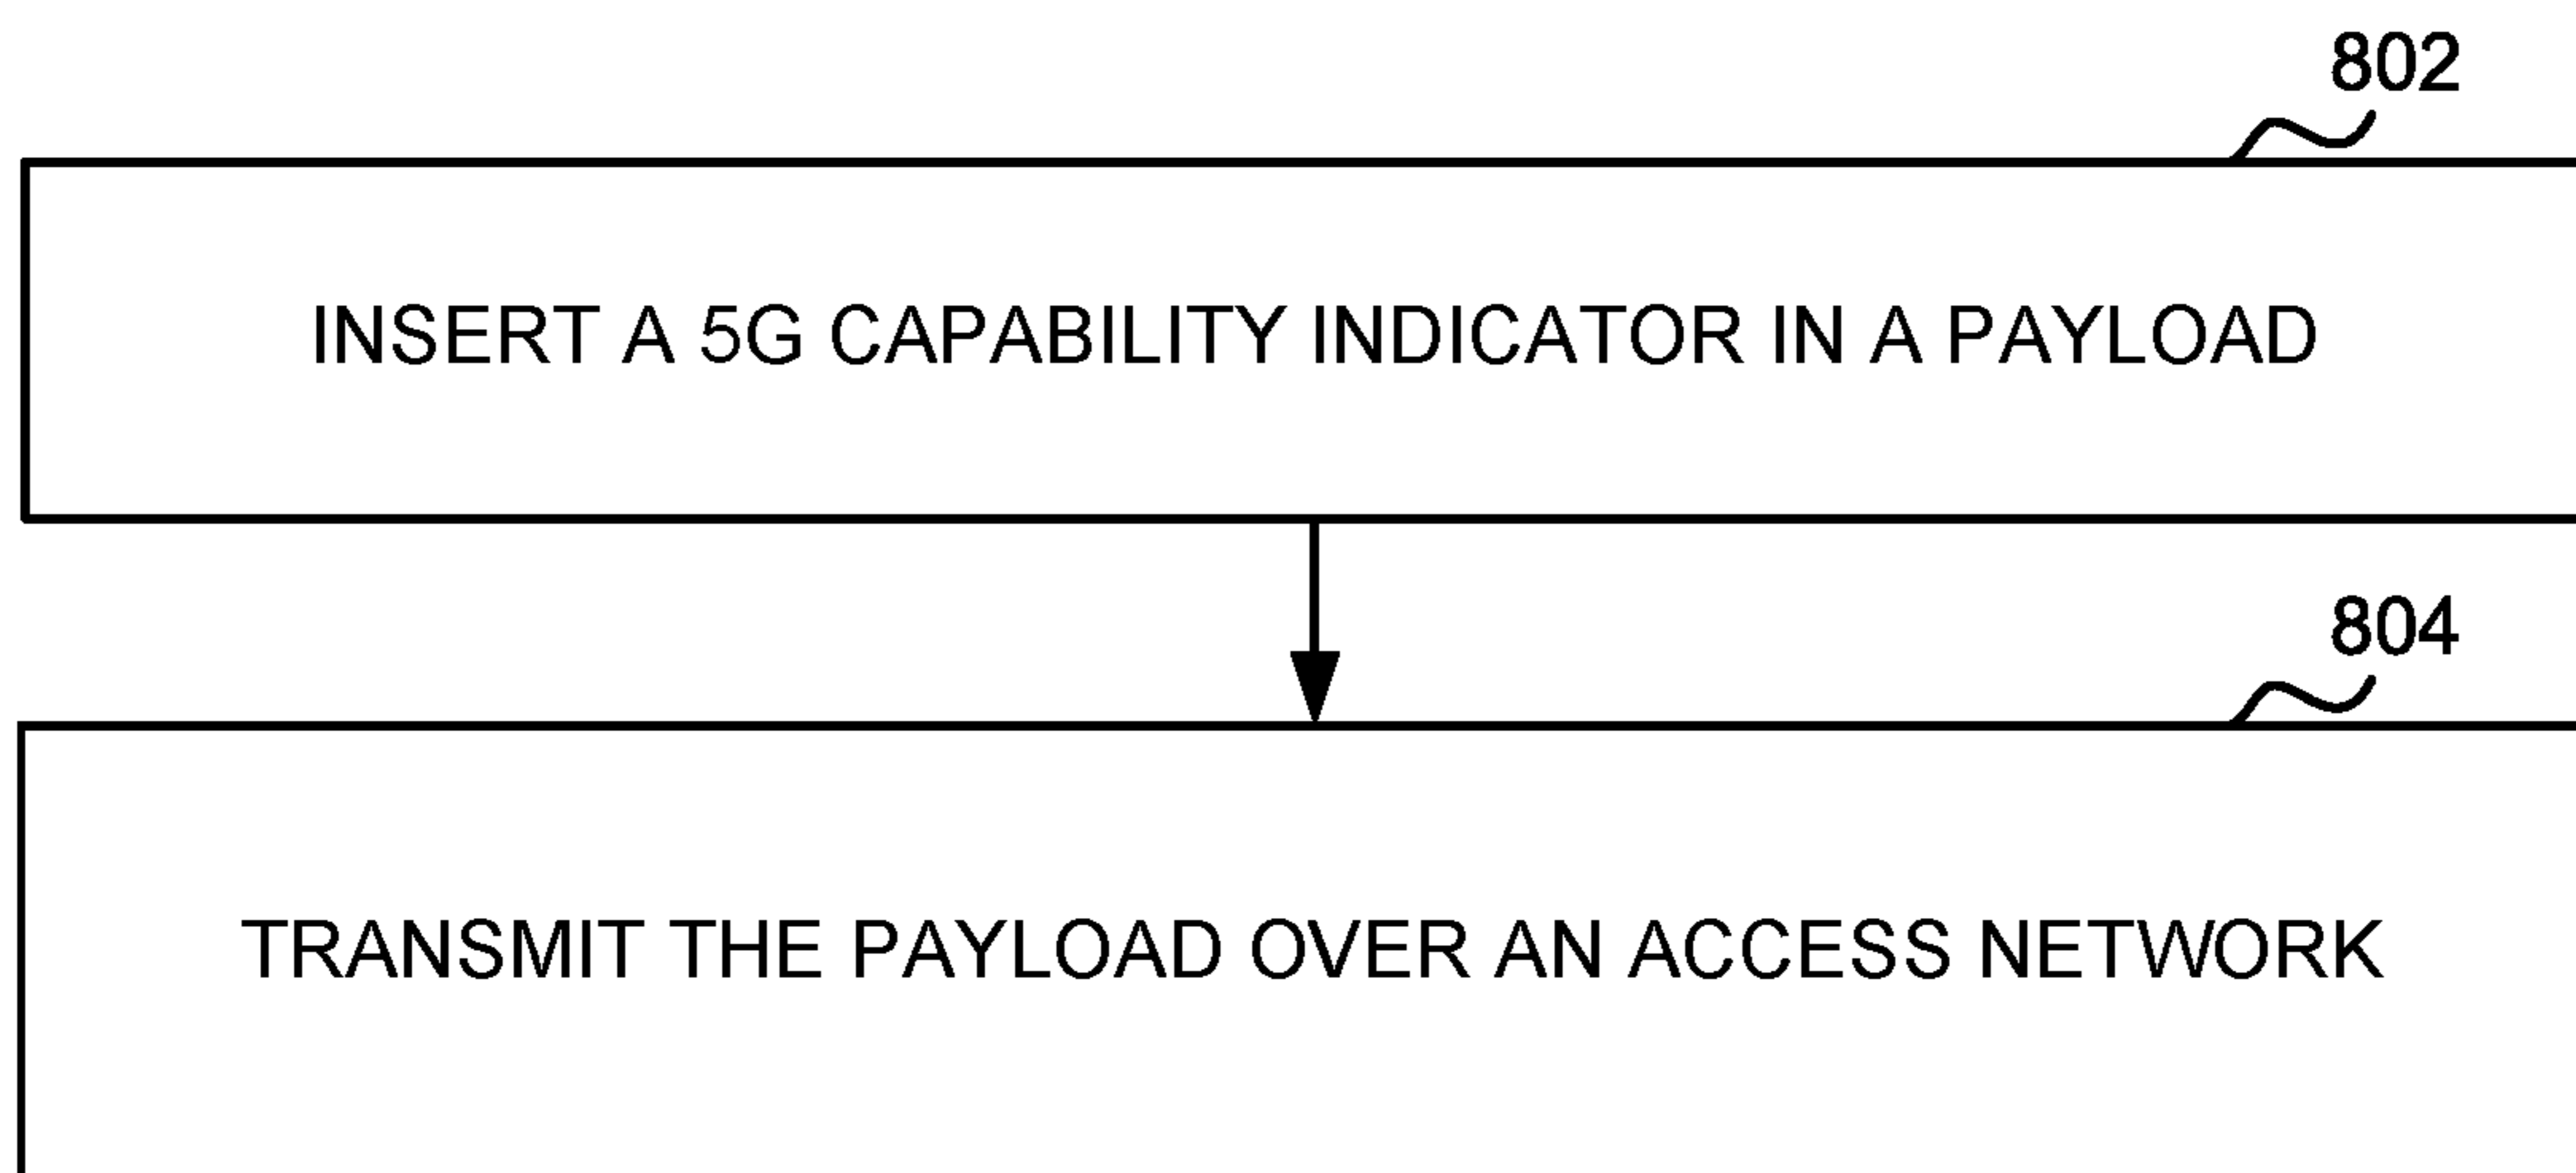 802
INSERT A 5G CAPABILITY INDICATOR IN A PAYLOAD
804
TRANSMIT THE PAYLOAD OVER AN ACCESS NETWORK